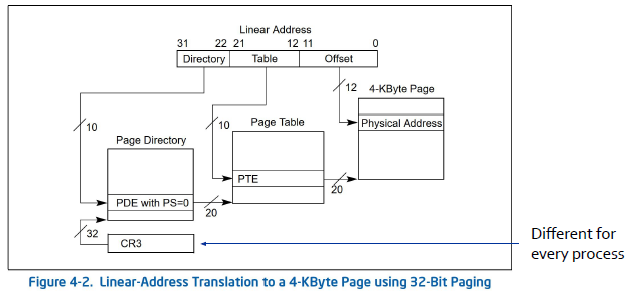 Linear Address
31 22 21 12 11 0
Directory Table Offset
12 4-KByte Page
10 10 Page Table Physical Address
Page Directory
PTE
20
PDE with PS=0
20
32
CR3
Different for
every process
Figure 4-2. Linear-Address Translation to a 4-KByte Page using 32-Bit Paging